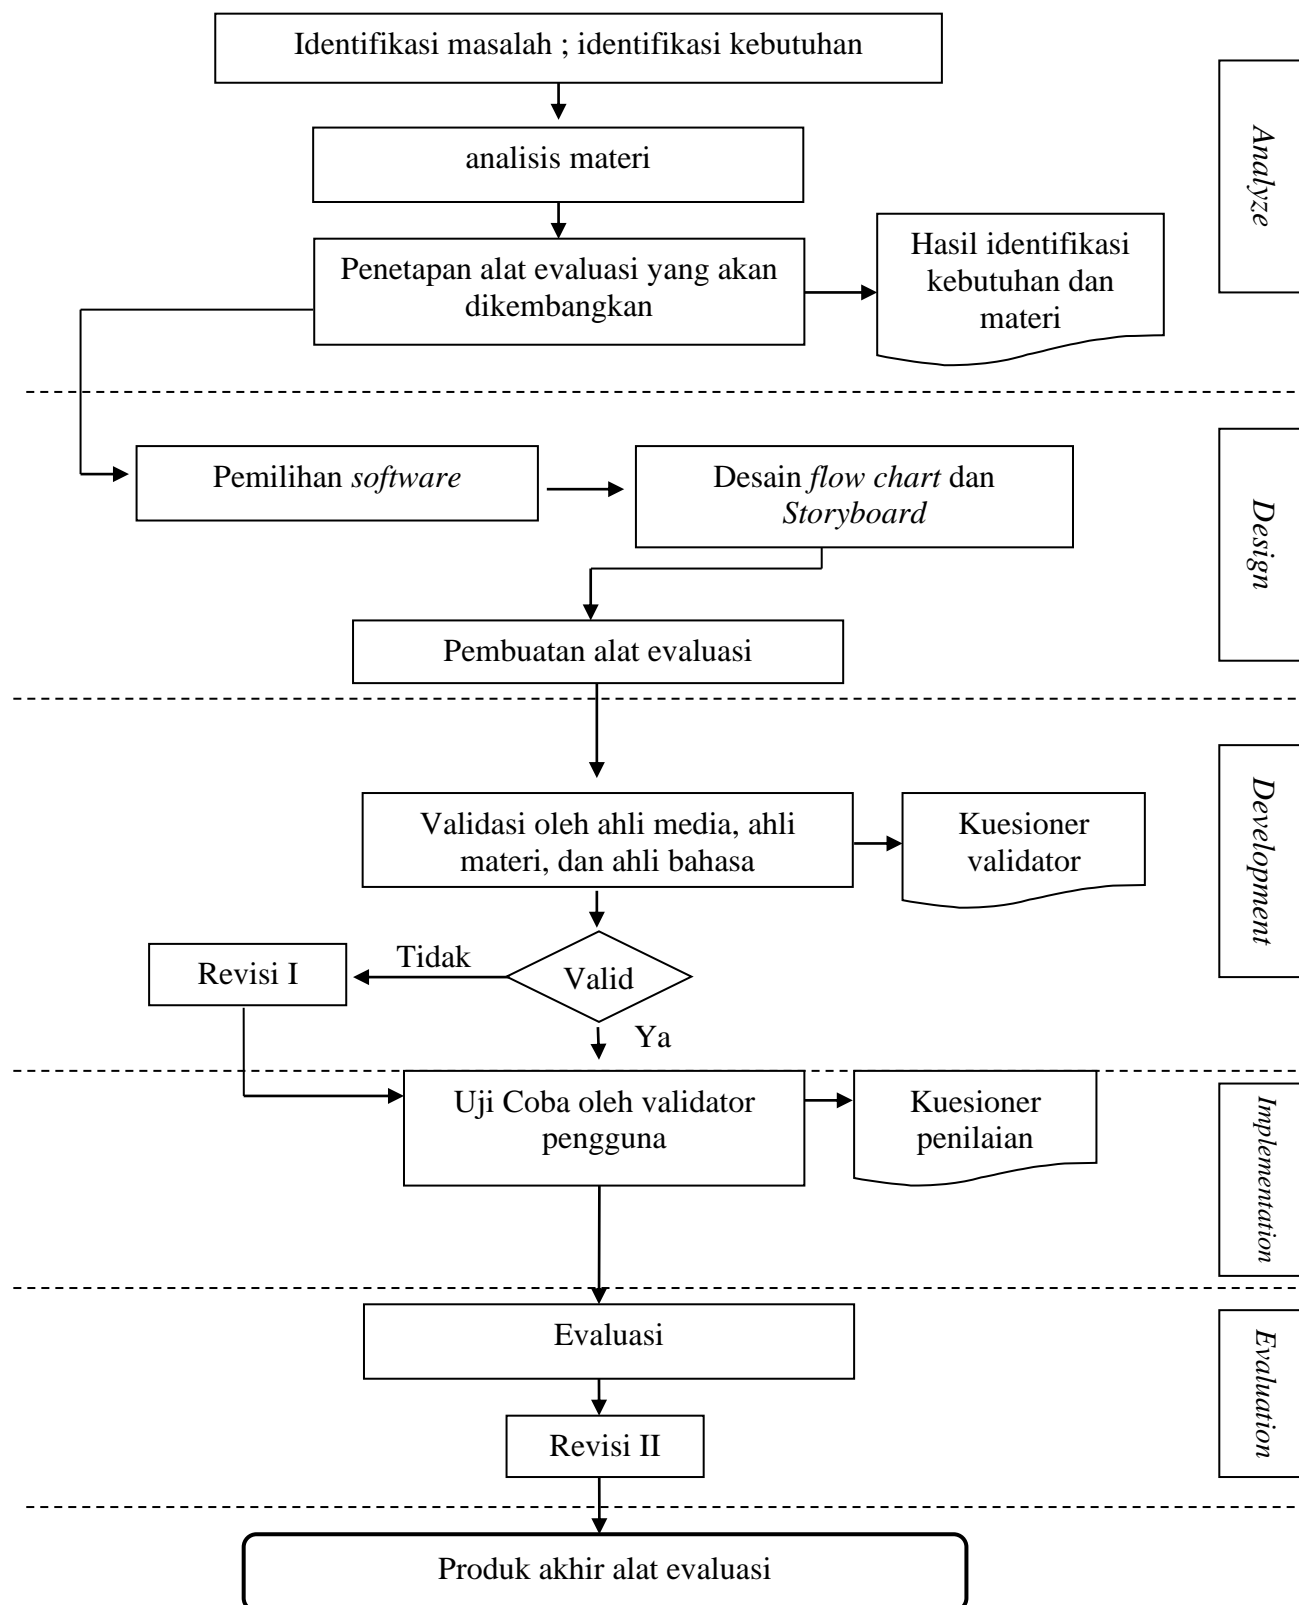 Identifikasi masalah ; identifikasi kebutuhan
analisis materi
Analyze
Penetapan alat evaluasi yang akan
dikembangkan
Hasil identifikasi
kebutuhan dan
materi
Pemilihan software
Desain flow chart dan
Storyboard
Design
Pembuatan alat evaluasi
Validasi oleh ahli media, ahli
materi, dan ahli bahasa
Kuesioner
validator
Development
Revisi I
Tidak
Valid
Ya
Uji Coba oleh validator
pengguna
Kuesioner
penilaian
Implementation
Evaluasi
Evaluation
Revisi II
Produk akhir alat evaluasi